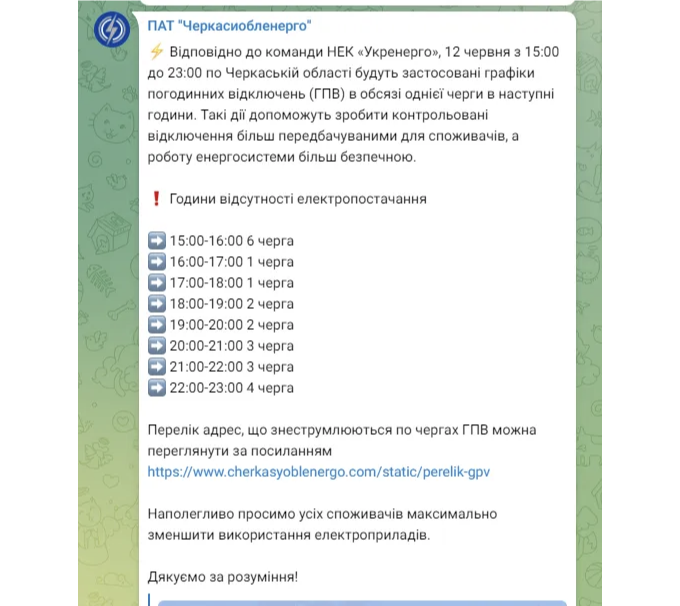 ПАТ "Черкасиобленерго"
⚡ Відповідно до команди НЕК «Укренерго», 12 червня з 15:00
до 23:00 по Черкаській області будуть застосовані графіки
погодинних відключень (ГПВ) в обсязі однієї черги в наступні
години. Такі дії допоможуть зробити контрольовані
відключення більш передбачуваними для споживачів, а
роботу енергосистеми більш безпечною.
❗ Години відсутності електропостачання
➡ 15:00-16:00 6 черга
➡ 16:00-17:00 1 черга
➡ 17:00-18:00 1 черга
➡ 18:00-19:00 2 черга
➡ 19:00-20:00 2 черга
➡ 20:00-21:00 3 черга
➡ 21:00-22:00 3 черга
➡ 22:00-23:00 4 черга
Перелік адрес, що знеструмлюються по чергах ГПВ можна
переглянути за посиланням
https://www.cherkasyoblenergo.com/static/perelik-gpv
Наполегливо просимо усіх споживачів максимально
зменшити використання електроприладів.
Дякуємо за розуміння!